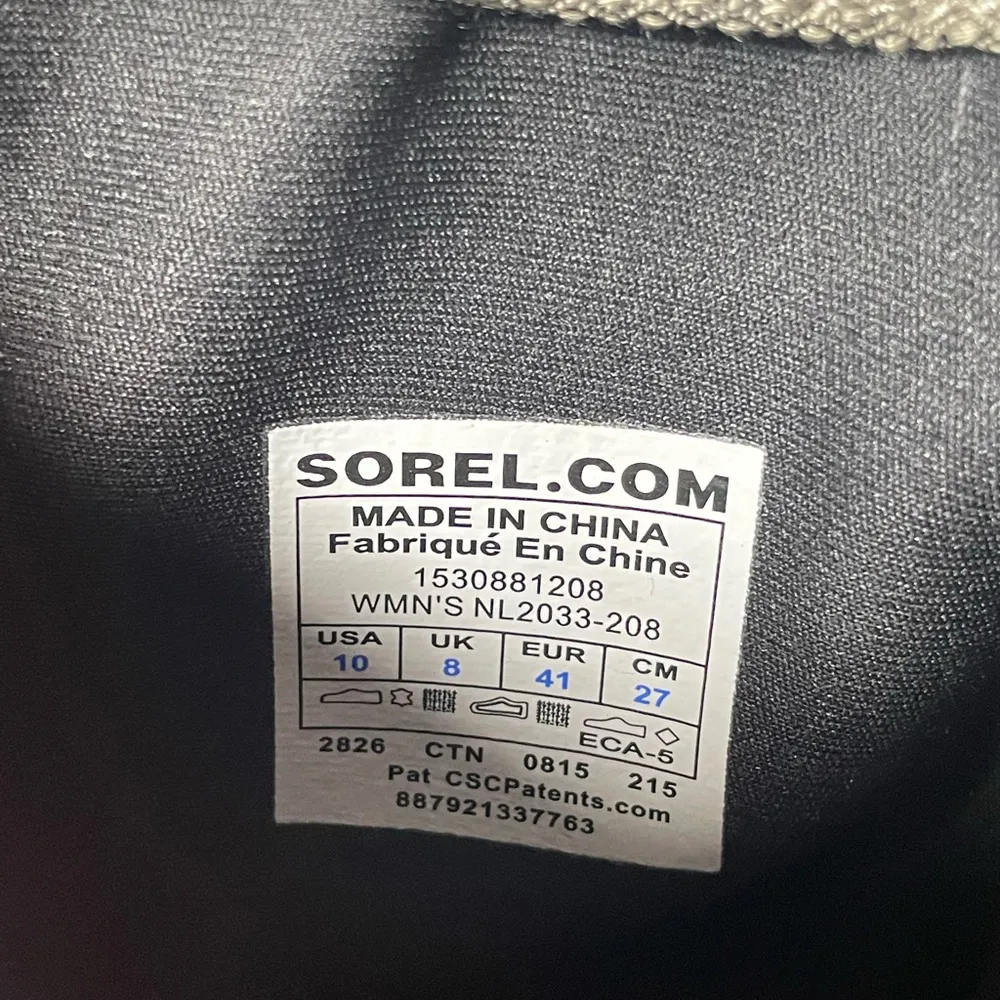 SOREL.COM
MADE IN CHINA
Fabriqué En Chine
1530881208
WMN'S NL2033-208
USA UK EUR CM
10 8 41 27
ECA-5
2826 CTN 0815 215
Pat CSCPatents.com
887921337763